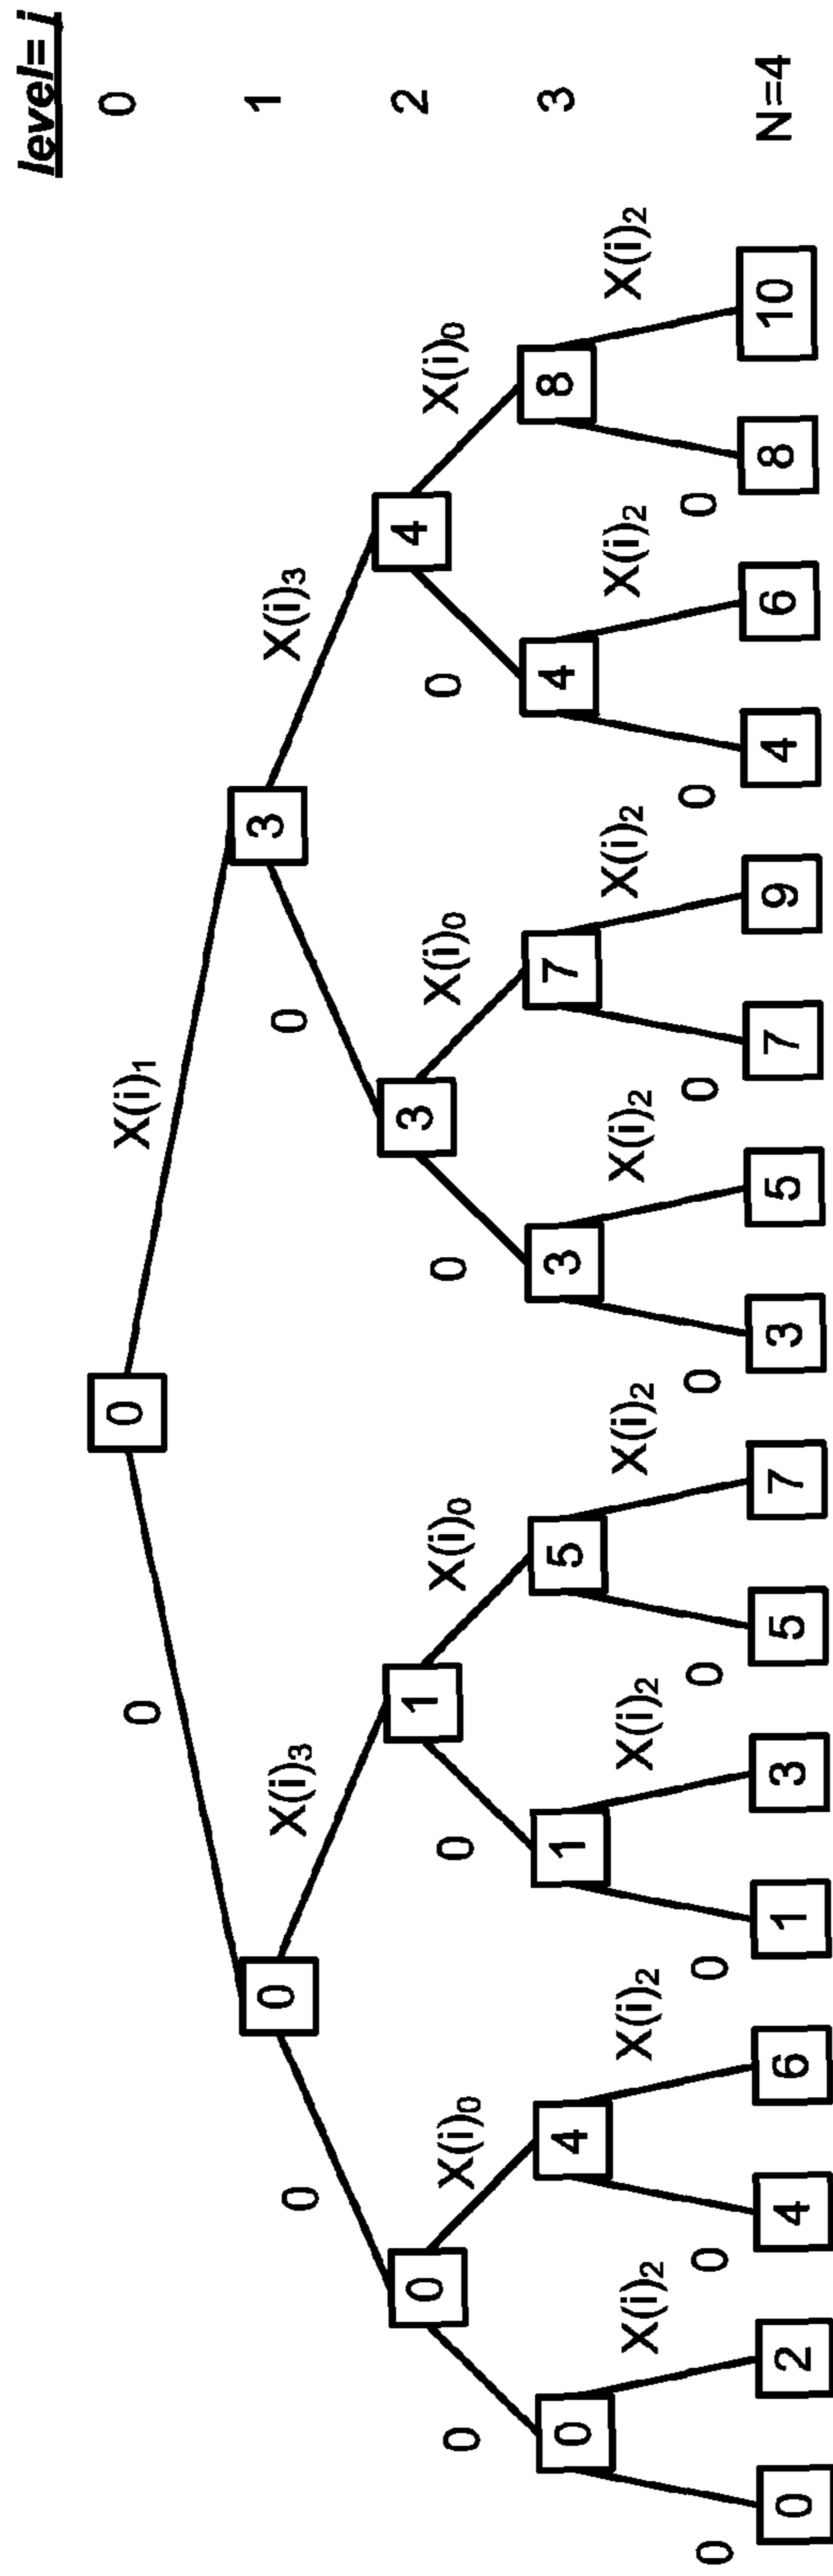 level= i
0 0 X(i)1 0
0 0 X(i)3 0 3 X(i)3 1
0 0 X(i)0 0 1 X(i)0 0 3 X(i)0 0 4 X(i)0 2
0 4 1 5 3 7 4 8 3
X(i)2 X(i)2 X(i)2 X(i)2 X(i)2 X(i)2 X(i)2 X(i)2
0 0 0 0 0 0 0 0
0 2 4 6 1 3 5 7 3 5 7 9 4 6 8 10 N=4